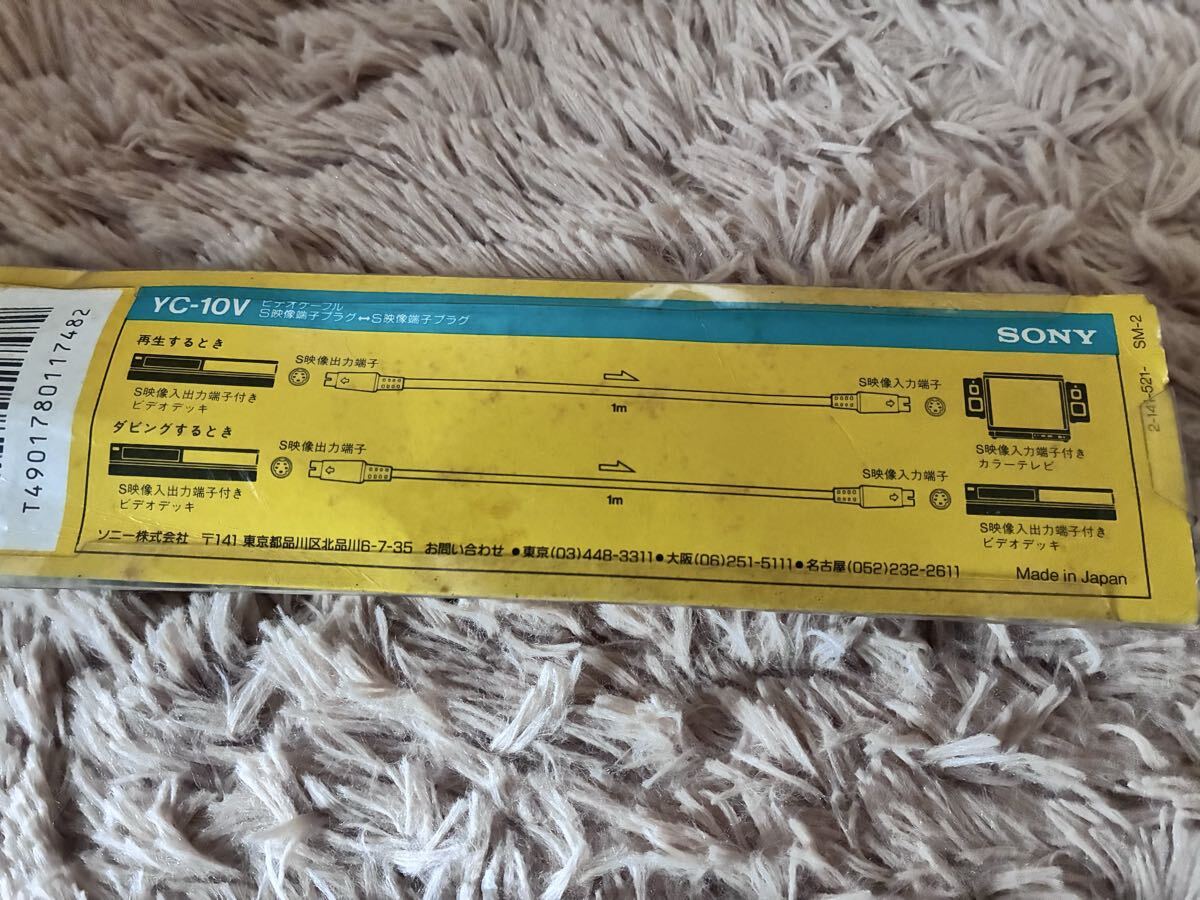 T4901780117482
YC-10V
ビデオケーブル
S映像端子プラグ↔S映像端子プラグ
SONY
再生するとき
S映像出力端子
1m
S映像入力端子
S映像入出力端子付き
ビデオデッキ
S映像入力端子付き
カラーテレビ
ダビングするとき
S映像出力端子
1m
S映像入力端子
S映像入出力端子付き
ビデオデッキ
S映像入出力端子付き
ビデオデッキ
ソニー株式会社 〒141 東京都品川区北品川6-7-35 お問い合わせ ●東京(03)448-3311●大阪(06)251-5111●名古屋(052)232-2611
Made in Japan
2-141-521- SM-2